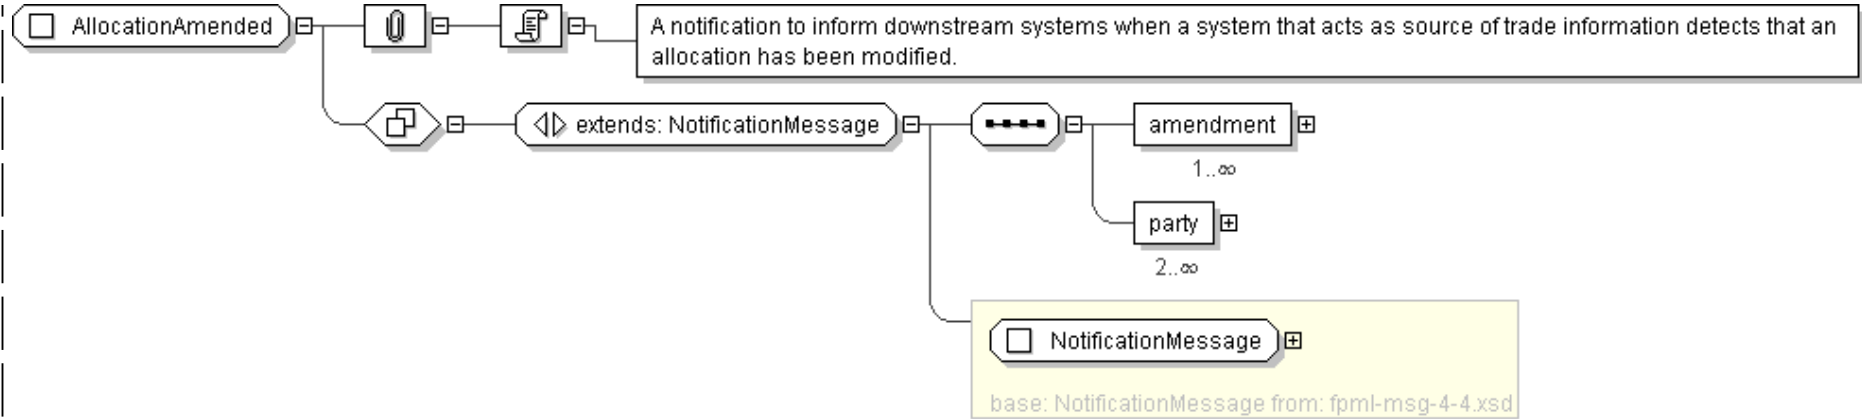 AllocationAmended
A notification to inform downstream systems when a system that acts as source of trade information detects that an
allocation has been modified.
extends: NotificationMessage
amendment
1..∞
party
2..∞
NotificationMessage
base: NotificationMessage from: fpml-msg-4-4.xsd